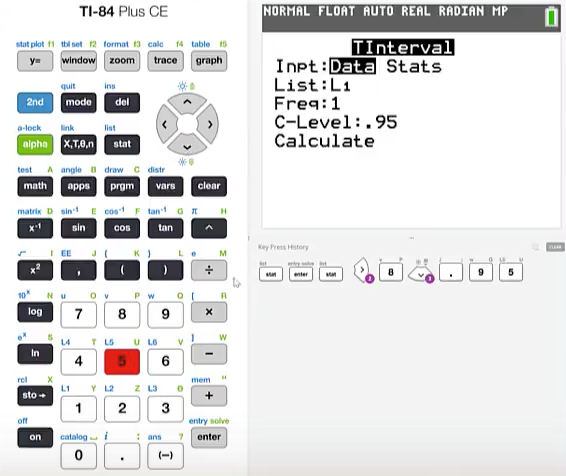 TI-84 Plus CE
stat plot f1 tbl set f2 format f3 calc f4 table f5
y= window zoom trace graph
quit ins
2nd mode del
a-lock link list
alpha X,T,θ,n stat
test A angle B draw C distr
math apps prgm vars clear
matrix D sin⁻¹ E cos⁻¹ F tan⁻¹ G π H
x⁻¹ sin cos tan ^
√ I EE J { K } L e M
x² , ( ) ÷
10ˣ N u O v P w Q [ R
log 7 8 9 ×
eˣ S L4 T L5 U L6 V ] W
ln 4 5 6 −
rcl X L1 Y L2 Z L3 θ mem "
sto→ 1 2 3 +
off catalog i : ans ? entry solve
on 0 . (−) enter
NORMAL FLOAT AUTO REAL RADIAN MP
TInterval
Inpt:Data Stats
List:L1
Freq:1
C-Level:.95
Calculate
Key Press History
CLEAR
list entry solve list v P i : w Q L5 U
stat enter stat 2 8 3 . 9 5